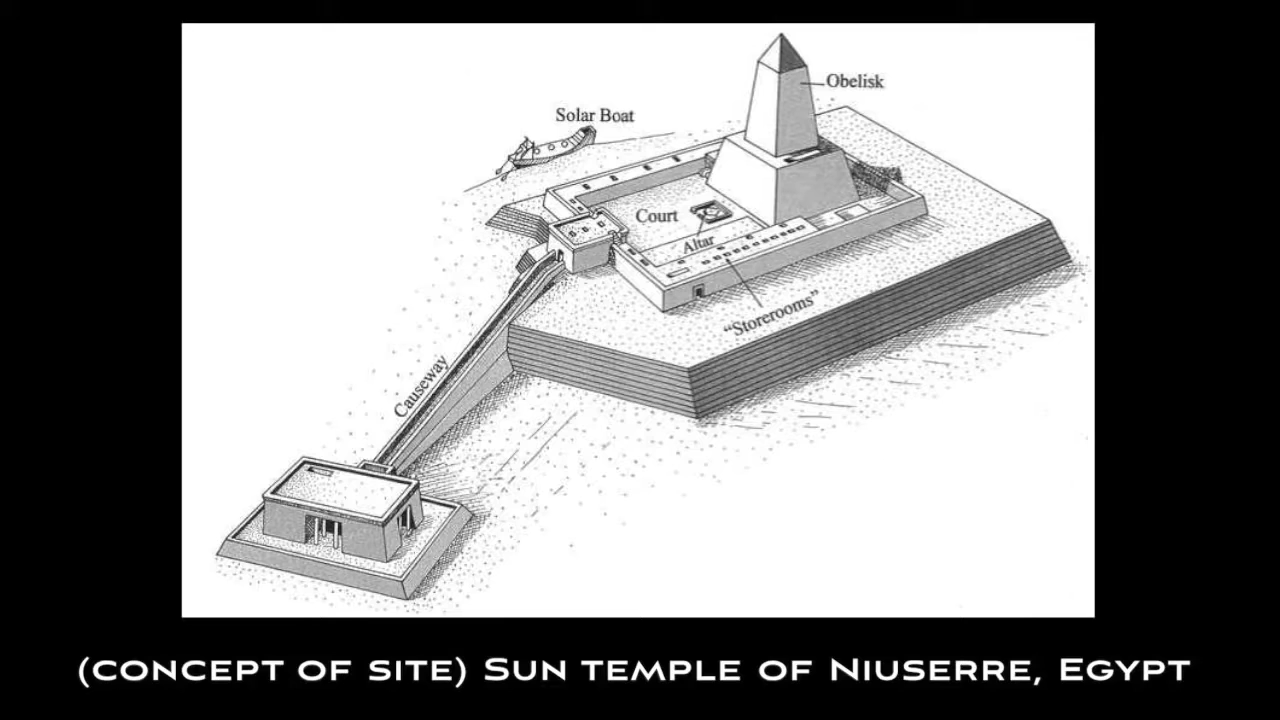 Obelisk
Solar Boat
Court
Altar
"Storerooms"
Causeway
(CONCEPT OF SITE) SUN TEMPLE OF NIUSERRE, EGYPT